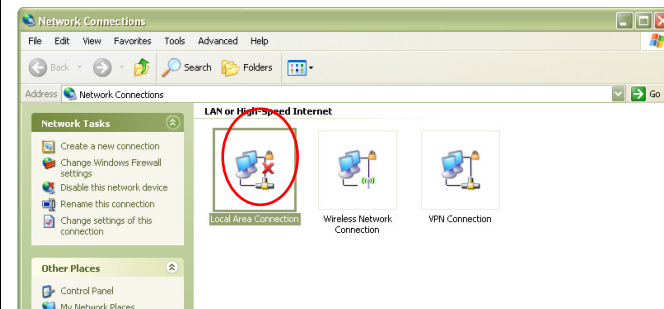 Network Connections
File Edit View Favorites Tools Advanced Help
Back Search Folders
Address Network Connections Go
LAN or High-Speed Internet
Network Tasks
Create a new connection
Change Windows Firewall
settings
Disable this network device
Rename this connection
Change settings of this
connection
Local Area Connection
Wireless Network
Connection
VPN Connection
Other Places
Control Panel
My Network Places